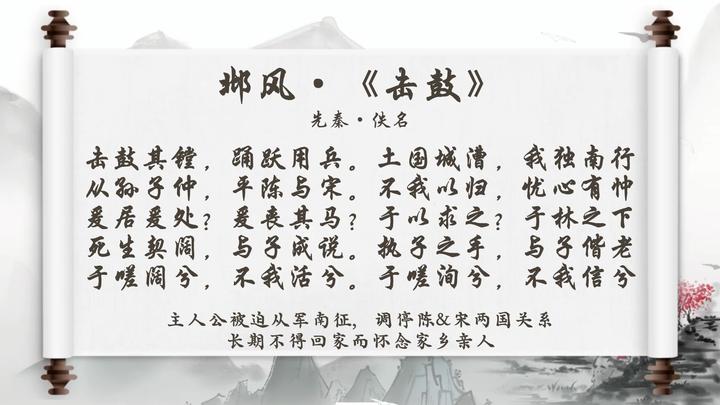 邶风·《击鼓》
先秦·佚名
击鼓其镗，踊跃用兵。土国城漕，我独南行
从孙子仲，平陈与宋。不我以归，忧心有忡
爰居爰处？爰丧其马？于以求之？于林之下
死生契阔，与子成说。执子之手，与子偕老
于嗟阔兮，不我活兮。于嗟洵兮，不我信兮
主人公被迫从军南征，调停陈&宋两国关系
长期不得回家而怀念家乡亲人